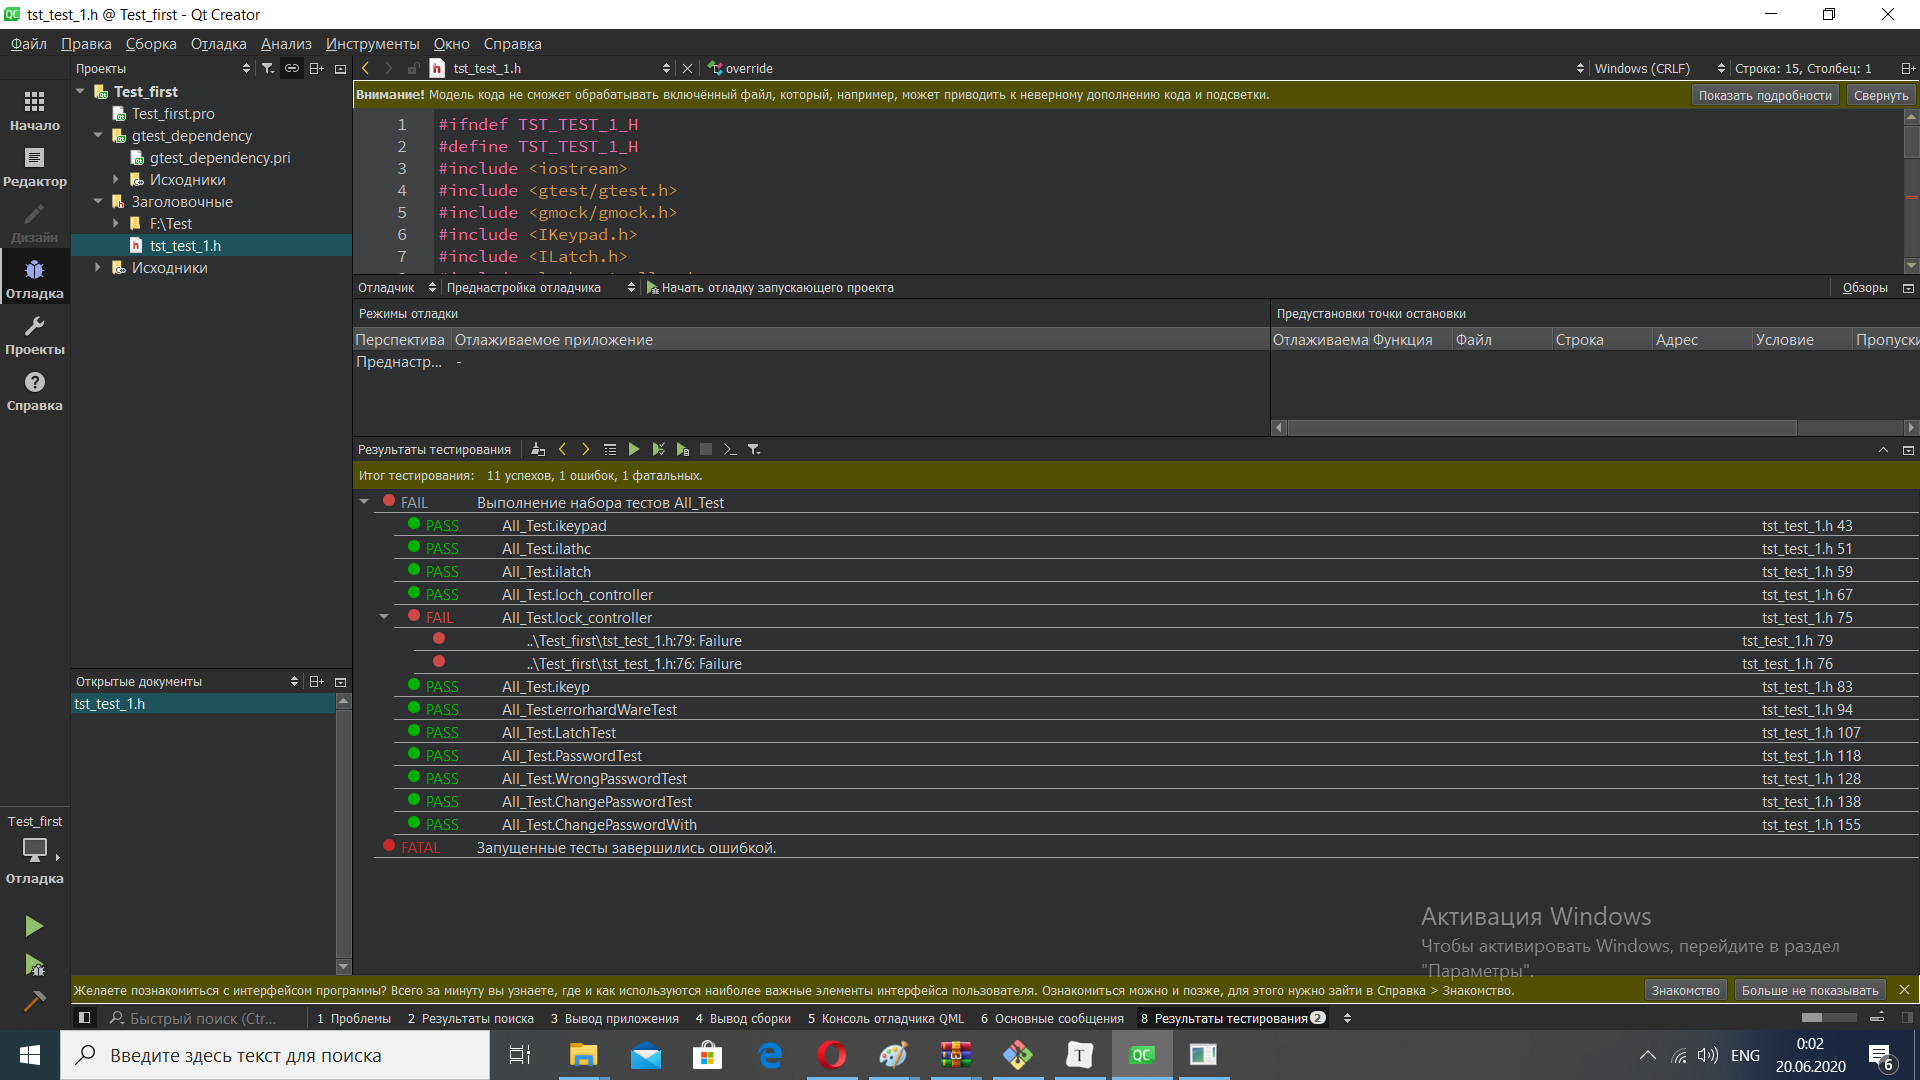 tst_test_1.h @ Test_first - Qt Creator
Файл Правка Сборка Отладка Анализ Инструменты Окно Справка
Проекты
tst_test_1.h
override
Windows (CRLF)
Строка: 15, Столбец: 1
Внимание! Модель кода не сможет обрабатывать включённый файл, который, например, может приводить к неверному дополнению кода и подсветки.
Показать подробности
Свернуть
Начало
Редактор
Дизайн
Отладка
Проекты
Справка
Test_first
Test_first.pro
gtest_dependency
gtest_dependency.pri
Исходники
Заголовочные
F:\Test
tst_test_1.h
Исходники
1 #ifndef TST_TEST_1_H
2 #define TST_TEST_1_H
3 #include <iostream>
4 #include <gtest/gtest.h>
5 #include <gmock/gmock.h>
6 #include <IKeypad.h>
7 #include <ILatch.h>
Отладчик
Преднастройка отладчика
Начать отладку запускающего проекта
Обзоры
Режимы отладки
Перспектива Отлаживаемое приложение
Преднастр... -
Предустановки точки остановки
Отлаживаема Функция Файл Строка Адрес Условие Пропуски
Результаты тестирования
Итог тестирования: 11 успехов, 1 ошибок, 1 фатальных.
FAIL Выполнение набора тестов All_Test
PASS All_Test.ikeypad tst_test_1.h 43
PASS All_Test.ilathc tst_test_1.h 51
PASS All_Test.ilatch tst_test_1.h 59
PASS All_Test.loch_controller tst_test_1.h 67
FAIL All_Test.lock_controller tst_test_1.h 75
..\Test_first\tst_test_1.h:79: Failure tst_test_1.h 79
..\Test_first\tst_test_1.h:76: Failure tst_test_1.h 76
PASS All_Test.ikeyp tst_test_1.h 83
PASS All_Test.errorhardWareTest tst_test_1.h 94
PASS All_Test.LatchTest tst_test_1.h 107
PASS All_Test.PasswordTest tst_test_1.h 118
PASS All_Test.WrongPasswordTest tst_test_1.h 128
PASS All_Test.ChangePasswordTest tst_test_1.h 138
PASS All_Test.ChangePasswordWith tst_test_1.h 155
FATAL Запущенные тесты завершились ошибкой.
Открытые документы
tst_test_1.h
Test_first
Отладка
Активация Windows
Чтобы активировать Windows, перейдите в раздел
"Параметры".
Желаете познакомиться с интерфейсом программы? Всего за минуту вы узнаете, где и как используются наиболее важные элементы интерфейса пользователя. Ознакомиться можно и позже, для этого нужно зайти в Справка > Знакомство.
Знакомство
Больше не показывать
Быстрый поиск (Ctr...
1 Проблемы 2 Результаты поиска 3 Вывод приложения 4 Вывод сборки 5 Консоль отладчика QML 6 Основные сообщения 8 Результаты тестирования 2
Введите здесь текст для поиска
ENG
0:02
20.06.2020
6